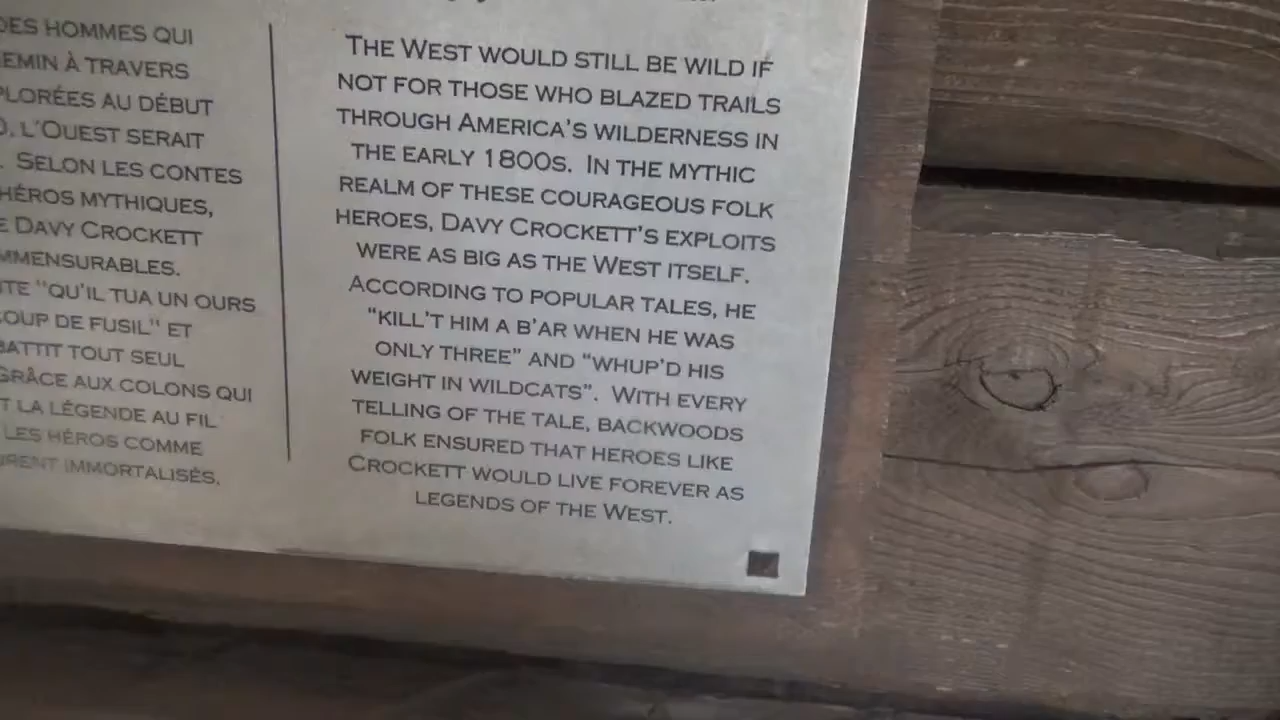 DES HOMMES QUI
À TRAVERS
AU DÉBUT
L'OUEST SERAIT
SELON LES CONTES
HÉROS MYTHIQUES,
DAVY CROCKETT
"QU'IL TUA UN OURS
COUP DE FUSIL" ET
TOUT SEUL
GRÂCE AUX COLONS QUI
LA LÉGENDE AU FIL
LES HÉROS COMME
IMMORTALISÉS.
THE WEST WOULD STILL BE WILD IF
NOT FOR THOSE WHO BLAZED TRAILS
THROUGH AMERICA'S WILDERNESS IN
THE EARLY 1800S. IN THE MYTHIC
REALM OF THESE COURAGEOUS FOLK
HEROES, DAVY CROCKETT'S EXPLOITS
WERE AS BIG AS THE WEST ITSELF.
ACCORDING TO POPULAR TALES, HE
"KILL'T HIM A B'AR WHEN HE WAS
ONLY THREE" AND "WHUP'D HIS
WEIGHT IN WILDCATS". WITH EVERY
TELLING OF THE TALE, BACKWOODS
FOLK ENSURED THAT HEROES LIKE
CROCKETT WOULD LIVE FOREVER AS
LEGENDS OF THE WEST.